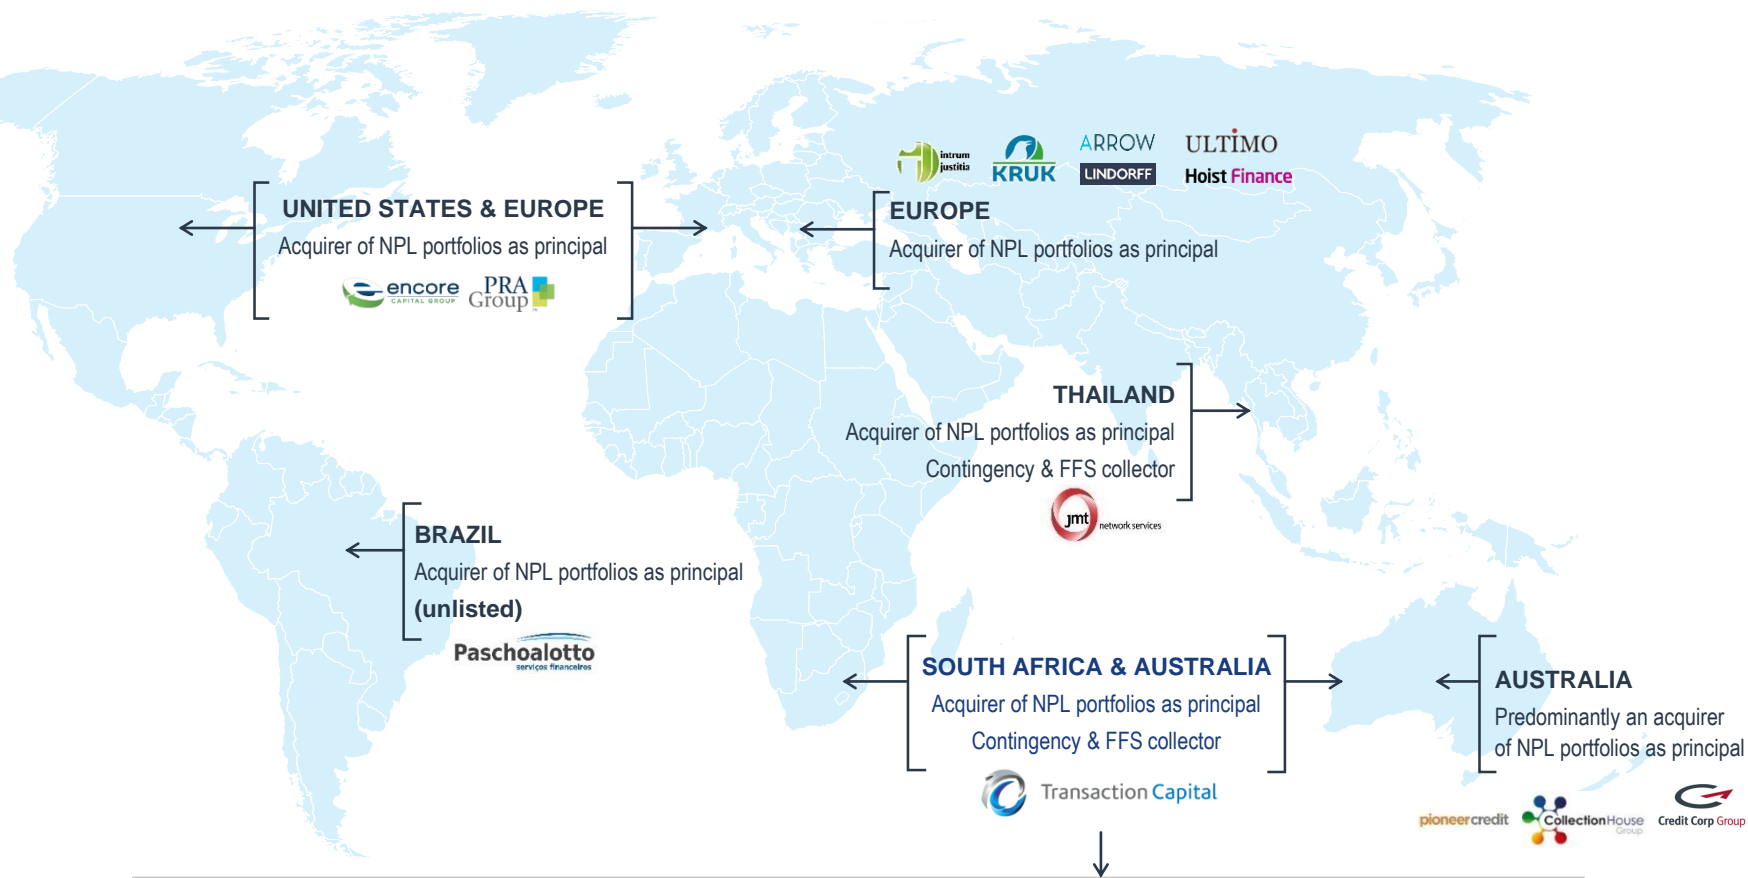 intrum
justitia
KRUK
ARROW
LINDORFF
ULTİMO
Hoist Finance
UNITED STATES & EUROPE
Acquirer of NPL portfolios as principal
encore
CAPITAL GROUP
PRA
Group
EUROPE
Acquirer of NPL portfolios as principal
THAILAND
Acquirer of NPL portfolios as principal
Contingency & FFS collector
jmt
network services
BRAZIL
Acquirer of NPL portfolios as principal
(unlisted)
Paschoalotto
serviços financeiros
SOUTH AFRICA & AUSTRALIA
Acquirer of NPL portfolios as principal
Contingency & FFS collector
Transaction Capital
AUSTRALIA
Predominantly an acquirer
of NPL portfolios as principal
pioneer credit
CollectionHouse
Group
Credit Corp Group